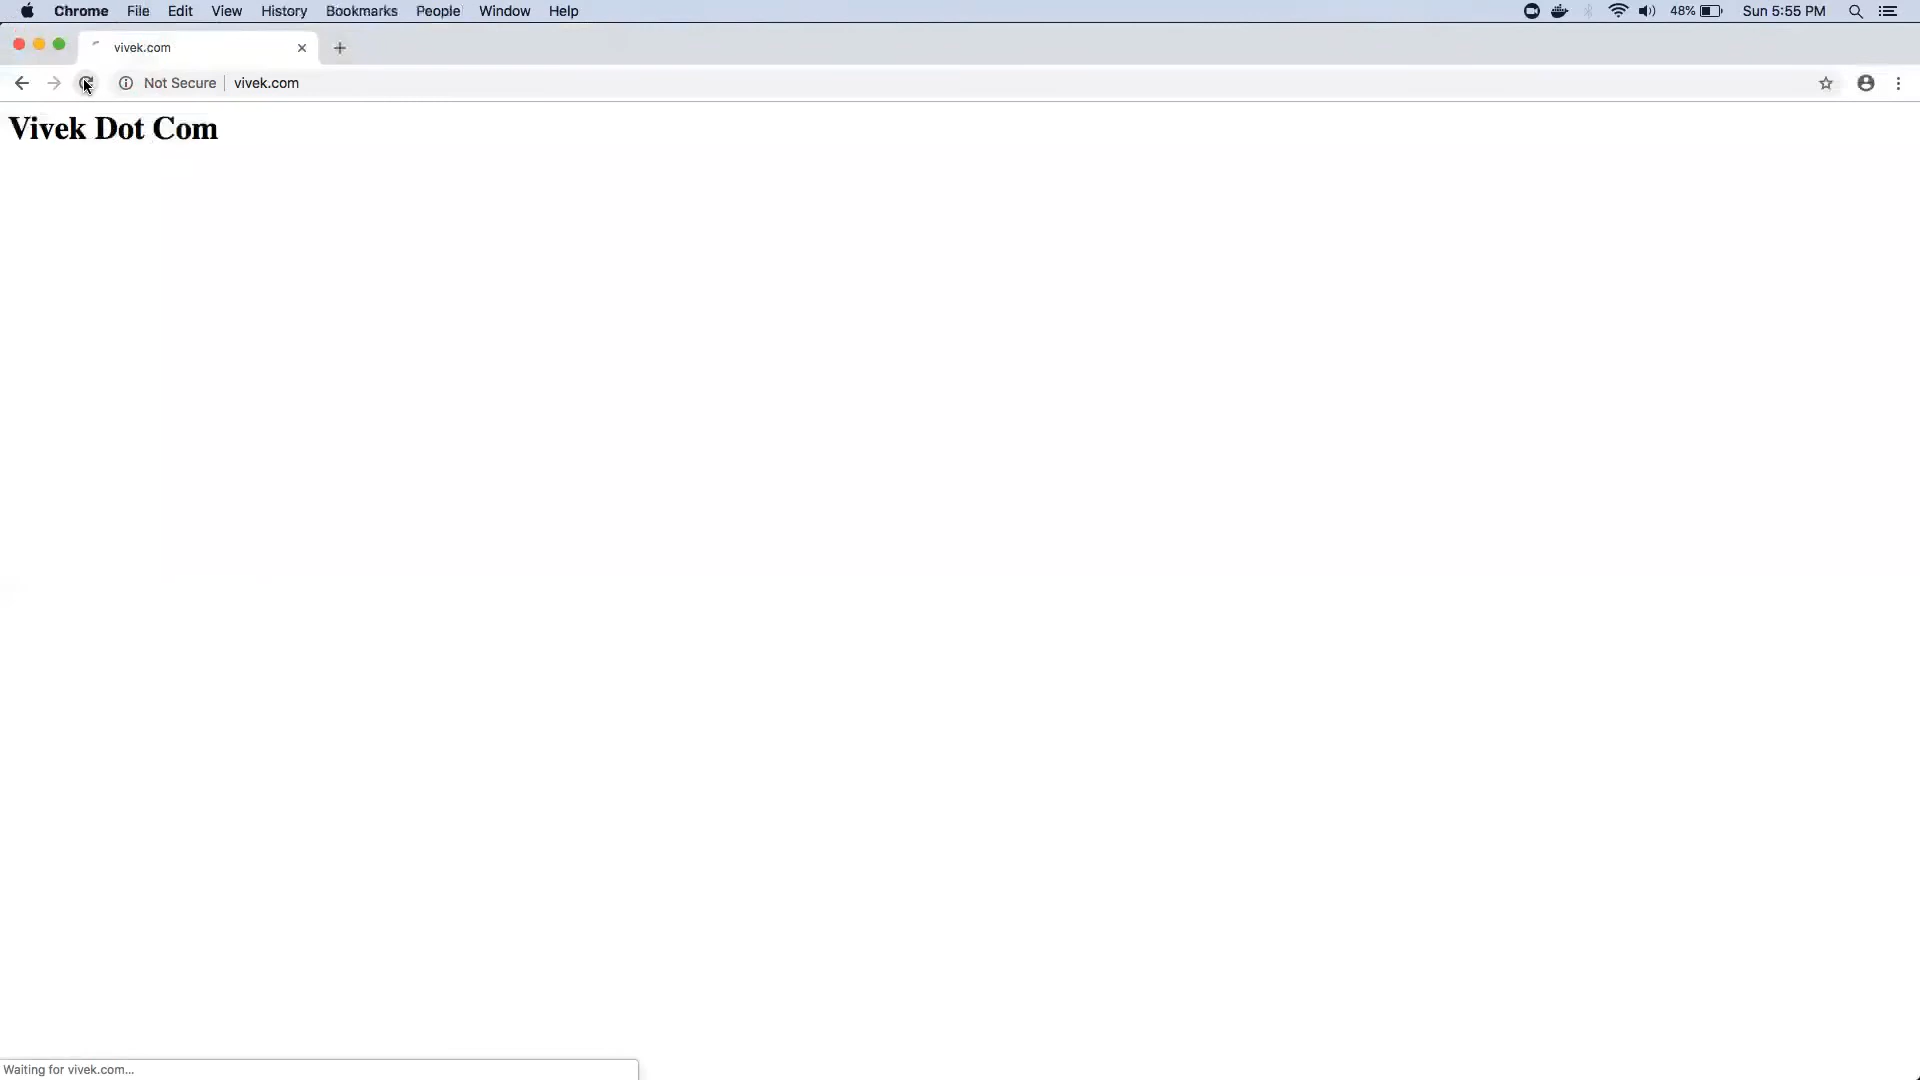 Chrome File Edit View History Bookmarks People Window Help 48% Sun 5:55 PM
vivek.com
Not Secure vivek.com
Vivek Dot Com
Waiting for vivek.com...